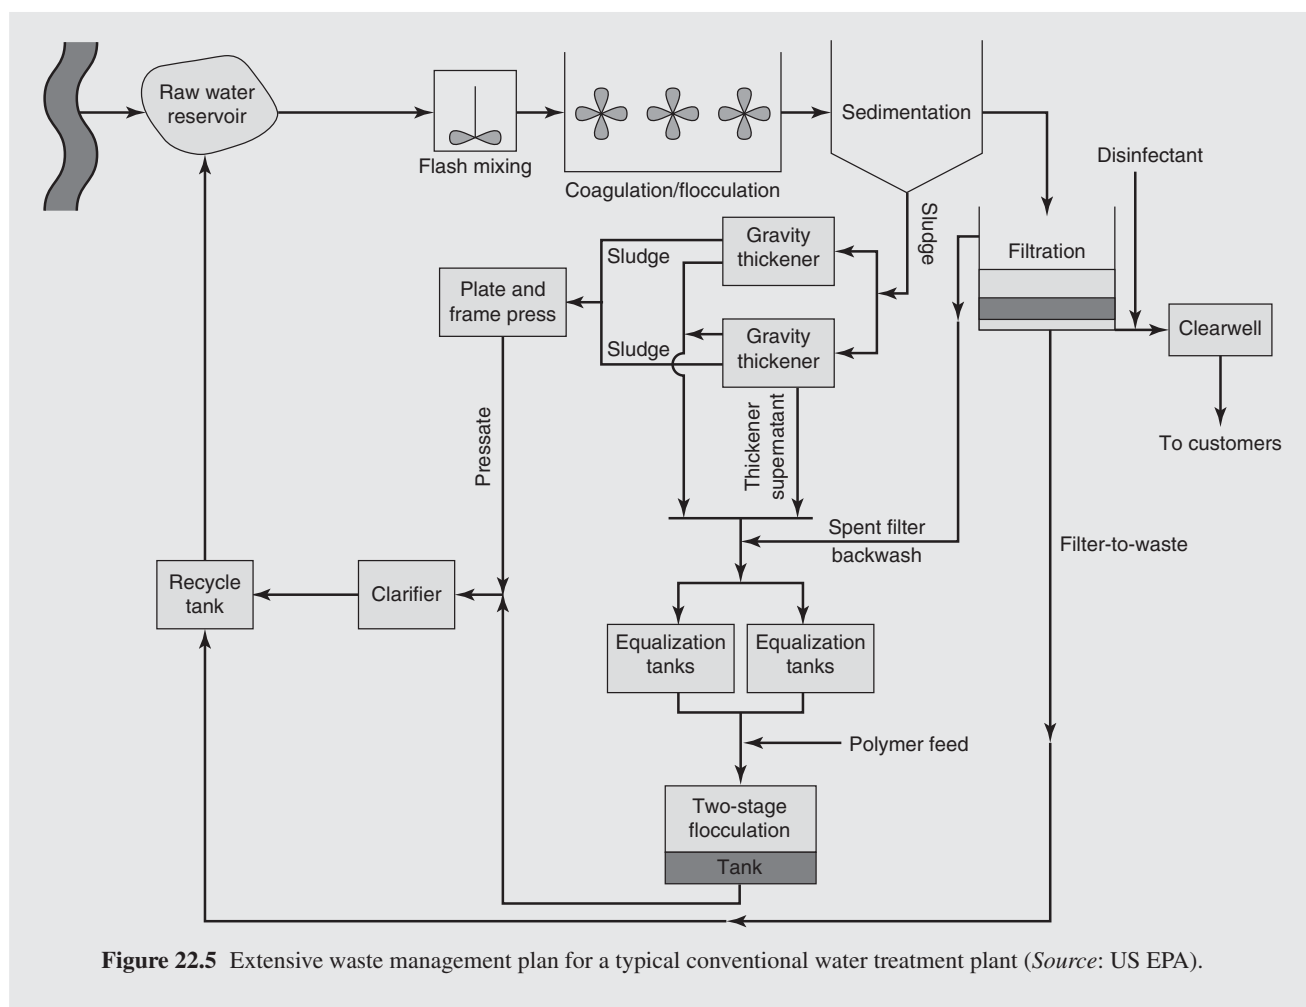 Raw water
reservoir
Flash mixing
Coagulation/flocculation
Sedimentation
Disinfectant
Sludge
Gravity
thickener
Filtration
Sludge
Plate and
frame press
Gravity
thickener
Sludge
Clearwell
To customers
Pressate
Thickener
supernatant
Spent filter
backwash
Filter-to-waste
Recycle
tank
Clarifier
Equalization
tanks
Equalization
tanks
Polymer feed
Two-stage
flocculation
Tank
Figure 22.5 Extensive waste management plan for a typical conventional water treatment plant (Source: US EPA).